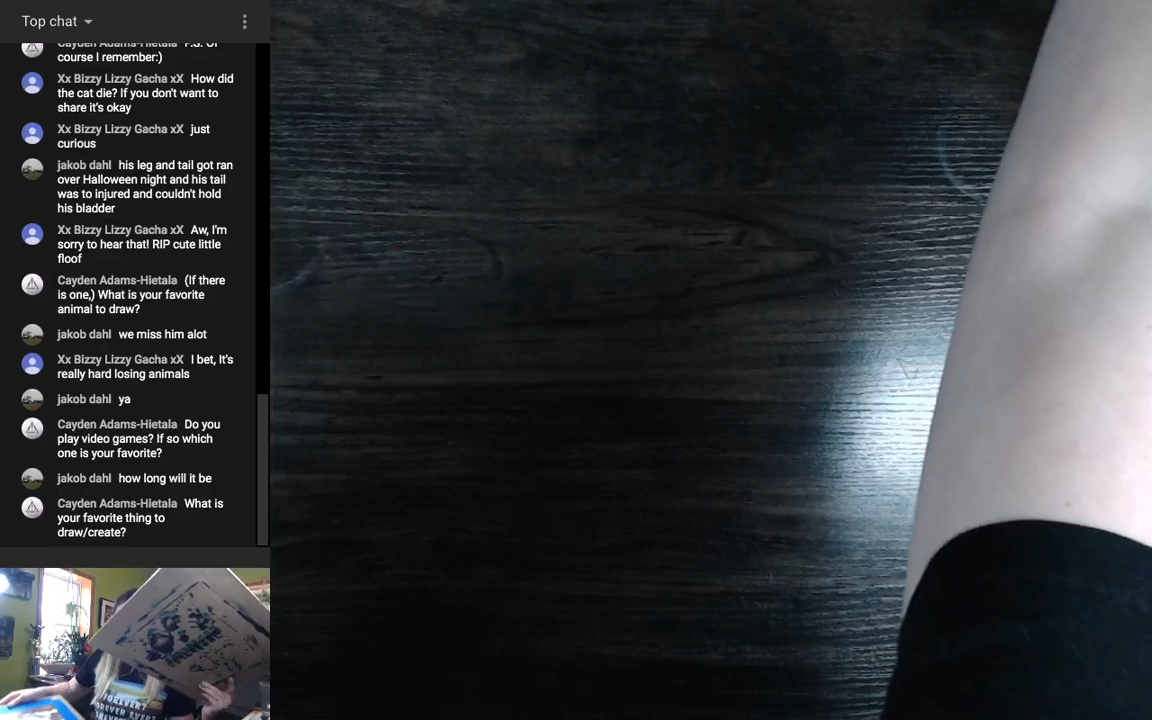 Top chat
Cayden Adams-Hietala P.S. Of
course I remember:)
Xx Bizzy Lizzy Gacha xX How did
the cat die? If you don't want to
share it's okay
Xx Bizzy Lizzy Gacha xX just
curious
jakob dahl his leg and tail got ran
over Halloween night and his tail
was to injured and couldn't hold
his bladder
Xx Bizzy Lizzy Gacha xX Aw, I'm
sorry to hear that! RIP cute little
floof
Cayden Adams-Hietala (If there
is one,) What is your favorite
animal to draw?
jakob dahl we miss him alot
Xx Bizzy Lizzy Gacha xX I bet, It's
really hard losing animals
jakob dahl ya
Cayden Adams-Hietala Do you
play video games? If so which
one is your favorite?
jakob dahl how long will it be
Cayden Adams-Hietala What is
your favorite thing to
draw/create?
FOREVER?
FOREVER EVER?